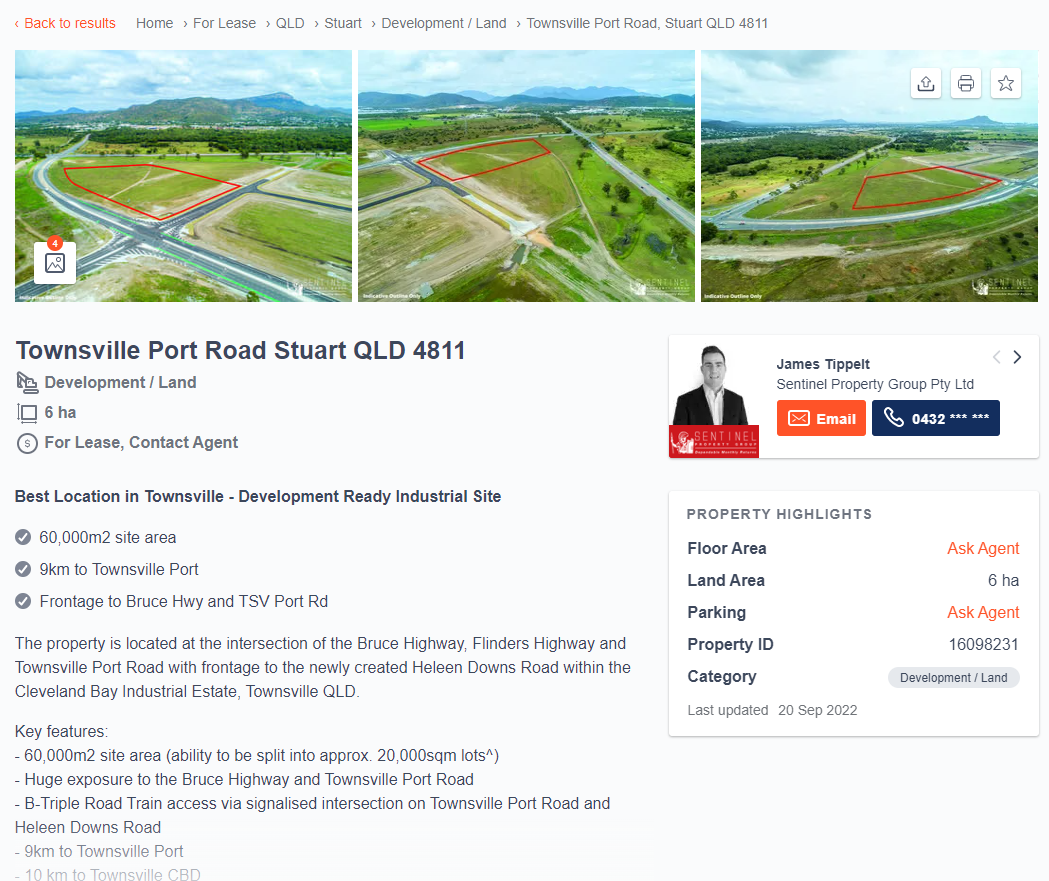 ‹ Back to results Home › For Lease › QLD › Stuart › Development / Land › Townsville Port Road, Stuart QLD 4811
4
Indicative Outline Only
SENTINEL
PROPERTY GROUP
Indicative Outline Only
SENTINEL
PROPERTY GROUP
Indicative Outline Only
SENTINEL
PROPERTY GROUP
Townsville Port Road Stuart QLD 4811
Development / Land
6 ha
$ For Lease, Contact Agent
James Tippelt
Sentinel Property Group Pty Ltd
Email
0432 *** ***
SENTINEL
PROPERTY GROUP
Dependable Monthly Returns
Best Location in Townsville - Development Ready Industrial Site
60,000m2 site area
9km to Townsville Port
Frontage to Bruce Hwy and TSV Port Rd
The property is located at the intersection of the Bruce Highway, Flinders Highway and
Townsville Port Road with frontage to the newly created Heleen Downs Road within the
Cleveland Bay Industrial Estate, Townsville QLD.
Key features:
- 60,000m2 site area (ability to be split into approx. 20,000sqm lots^)
- Huge exposure to the Bruce Highway and Townsville Port Road
- B-Triple Road Train access via signalised intersection on Townsville Port Road and
Heleen Downs Road
- 9km to Townsville Port
- 10 km to Townsville CBD
PROPERTY HIGHLIGHTS
Floor Area Ask Agent
Land Area 6 ha
Parking Ask Agent
Property ID 16098231
Category Development / Land
Last updated 20 Sep 2022